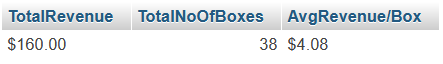 TotalRevenue TotalNoOfBoxes AvgRevenue/Box
$160.00 38 $4.08